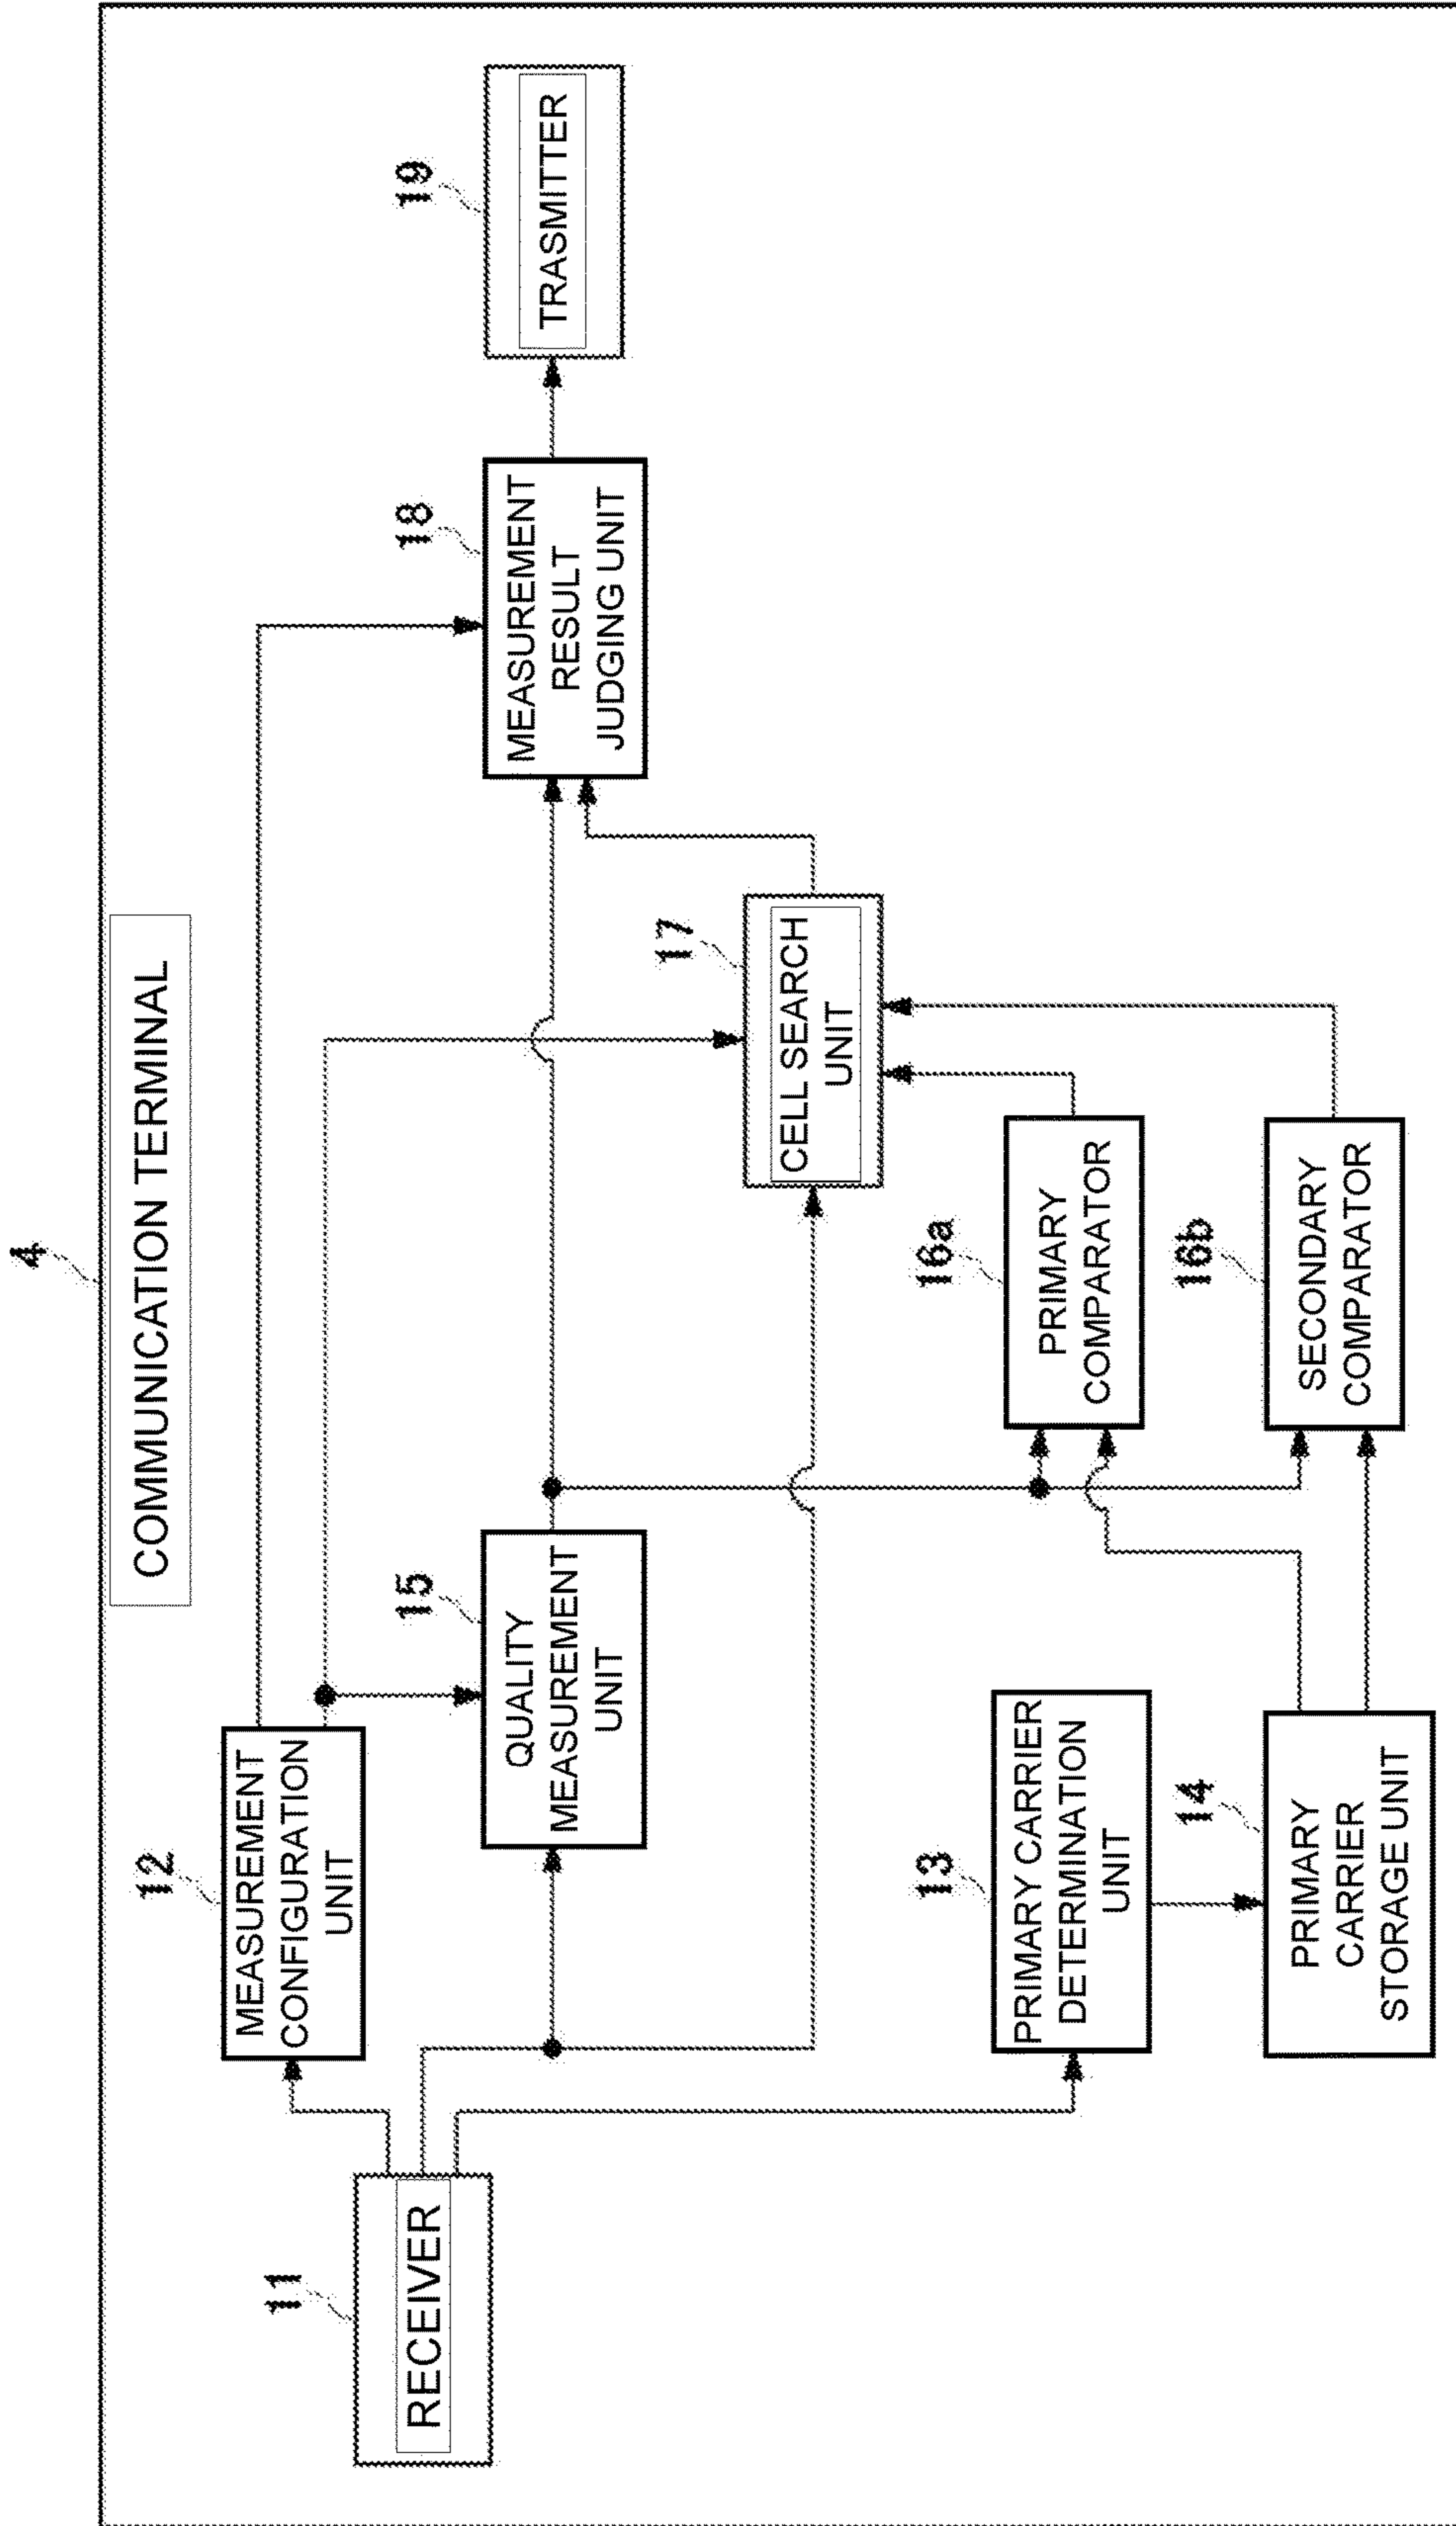 4
COMMUNICATION TERMINAL
11
RECEIVER
12
MEASUREMENT
CONFIGURATION
UNIT
15
QUALITY
MEASUREMENT
UNIT
13
PRIMARY CARRIER
DETERMINATION
UNIT
14
PRIMARY
CARRIER
STORAGE UNIT
16a
PRIMARY
COMPARATOR
16b
SECONDARY
COMPARATOR
17
CELL SEARCH
UNIT
18
MEASUREMENT
RESULT
JUDGING UNIT
19
TRASMITTER